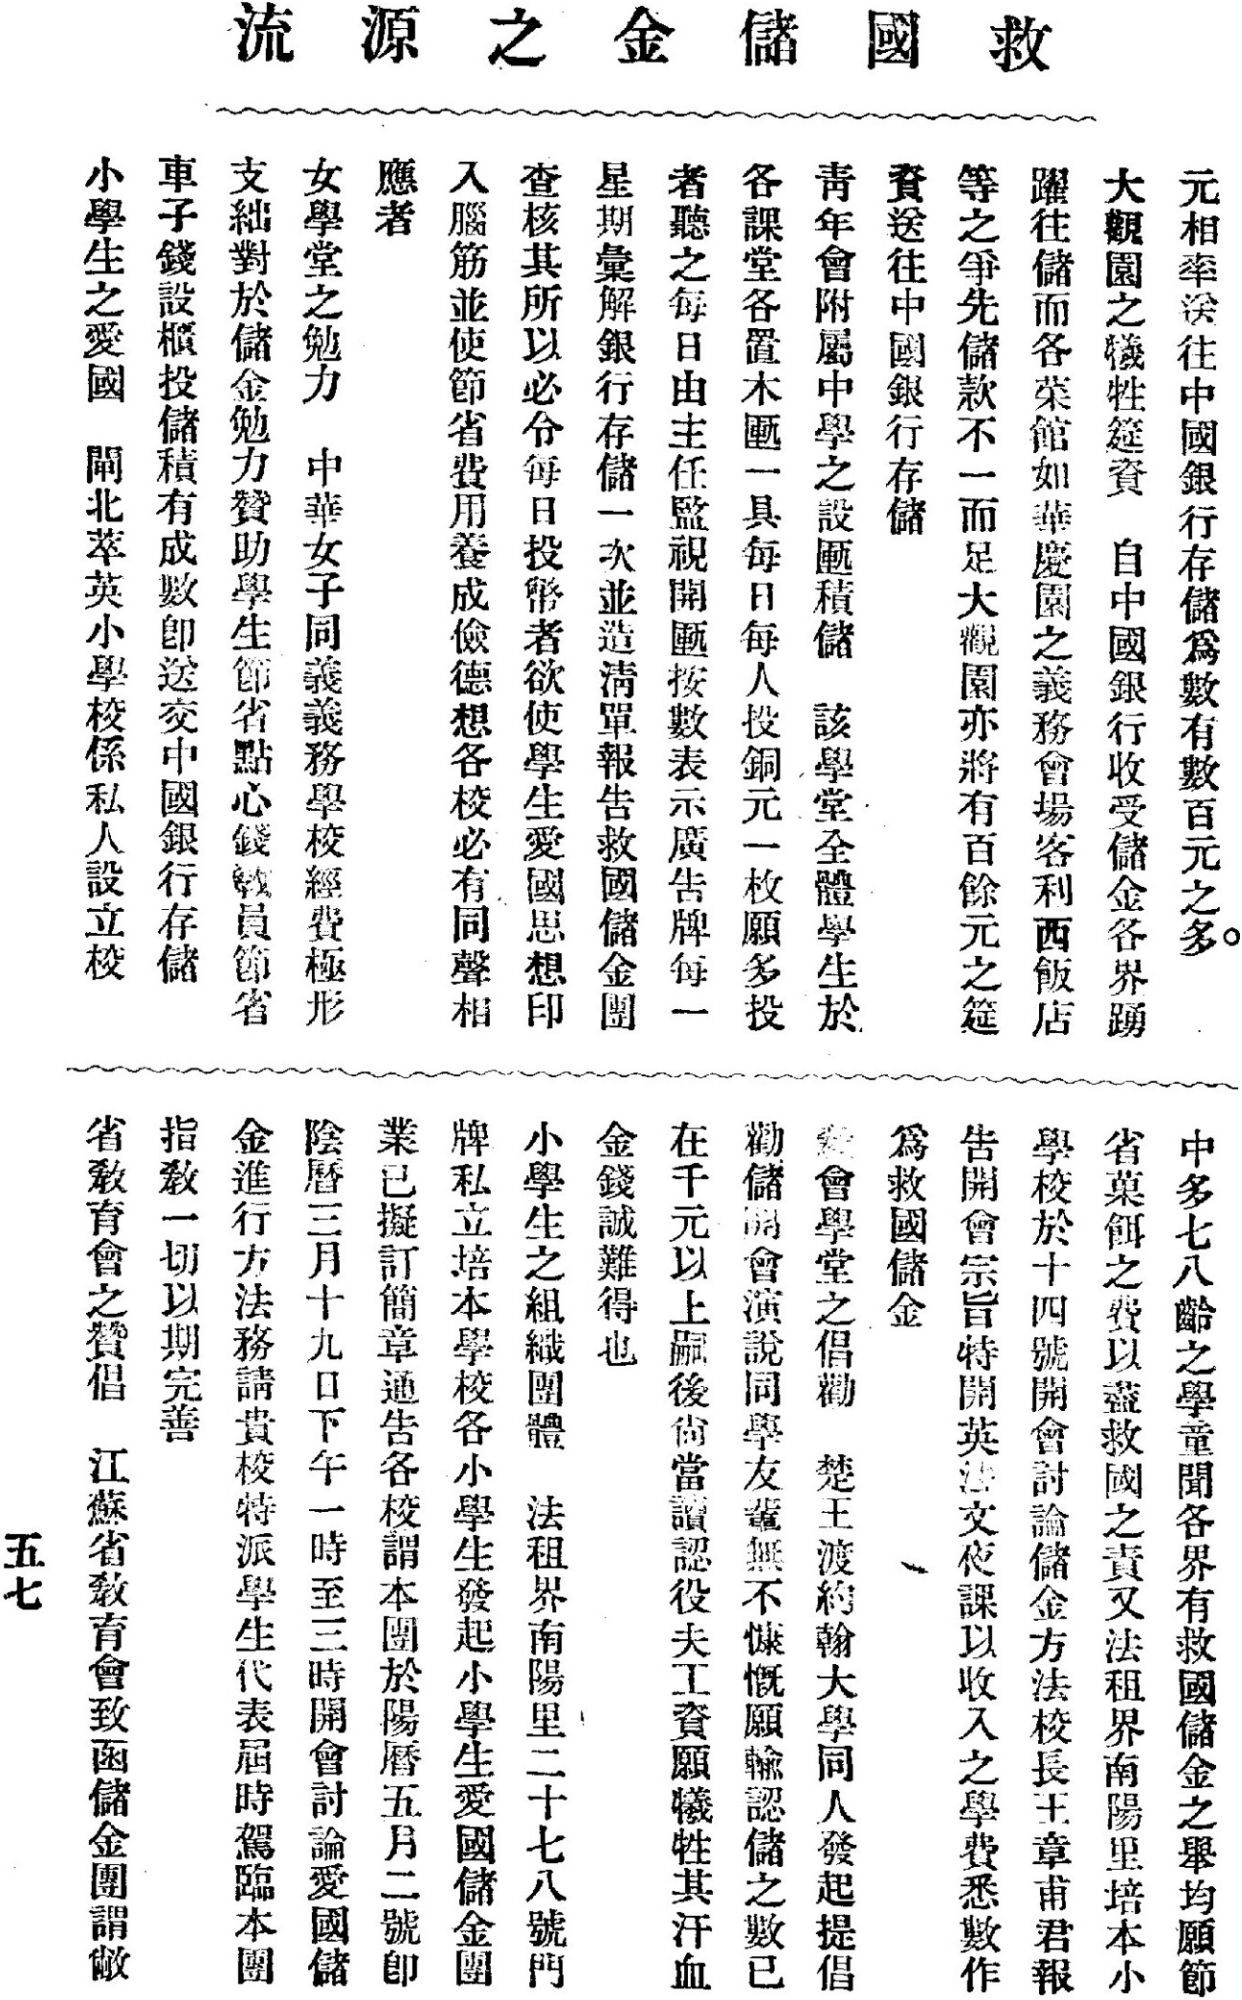 救國儲金之源流
元相率送往中國銀行存儲爲數有數百元之多。
大觀園之犧牲筵資　自中國銀行收受儲金各界踴
躍往儲而各菜館如華慶園之義務會場客利西飯店
等之爭先儲款不一而足大觀園亦將有百餘元之筵
資送往中國銀行存儲
靑年會附屬中學之設匭積儲　該學堂全體學生於
各課堂各置木匭一具每日每人投銅元一枚願多投
者聽之每日由主任監視開匭按數表示廣告牌每一
星期彙解銀行存儲一次並造淸單報告救國儲金團
查核其所以必令每日投幣者欲使學生愛國思想印
入腦筋並使節省費用養成儉德想各校必有同聲相
應者
女學堂之勉力　中華女子同義義務學校經費極形
支絀對於儲金勉力贊助學生節省點心錢敎員節省
車子錢設櫃投儲積有成數卽送交中國銀行存儲
小學生之愛國　閘北萃英小學校係私人設立校
中多七八齡之學童聞各界有救國儲金之舉均願節
省菓餌之費以盡救國之責又法租界南陽里培本小
學校於十四號開會討論儲金方法校長王章甫君報
告開會宗旨特開英法文夜課以收入之學費悉數作
爲救國儲金
會學堂之倡勸　楚王渡約翰大學同人發起提倡
勸儲開會演說同學友輩無不慷慨願輸認儲之數已
在千元以上嗣後尙當讀認役夫工資願犧牲其汗血
金錢誠難得也
小學生之組織團體　法租界南陽里二十七八號門
牌私立培本學校各小學生發起小學生愛國儲金團
業已擬訂簡章通告各校謂本團於陽曆五月二號卽
陰曆三月十九日下午一時至三時開會討論愛國儲
金進行方法務請貴校特派學生代表屆時駕臨本團
指敎一切以期完善
省敎育會之贊倡　江蘇省敎育會致函儲金團謂敝
五七